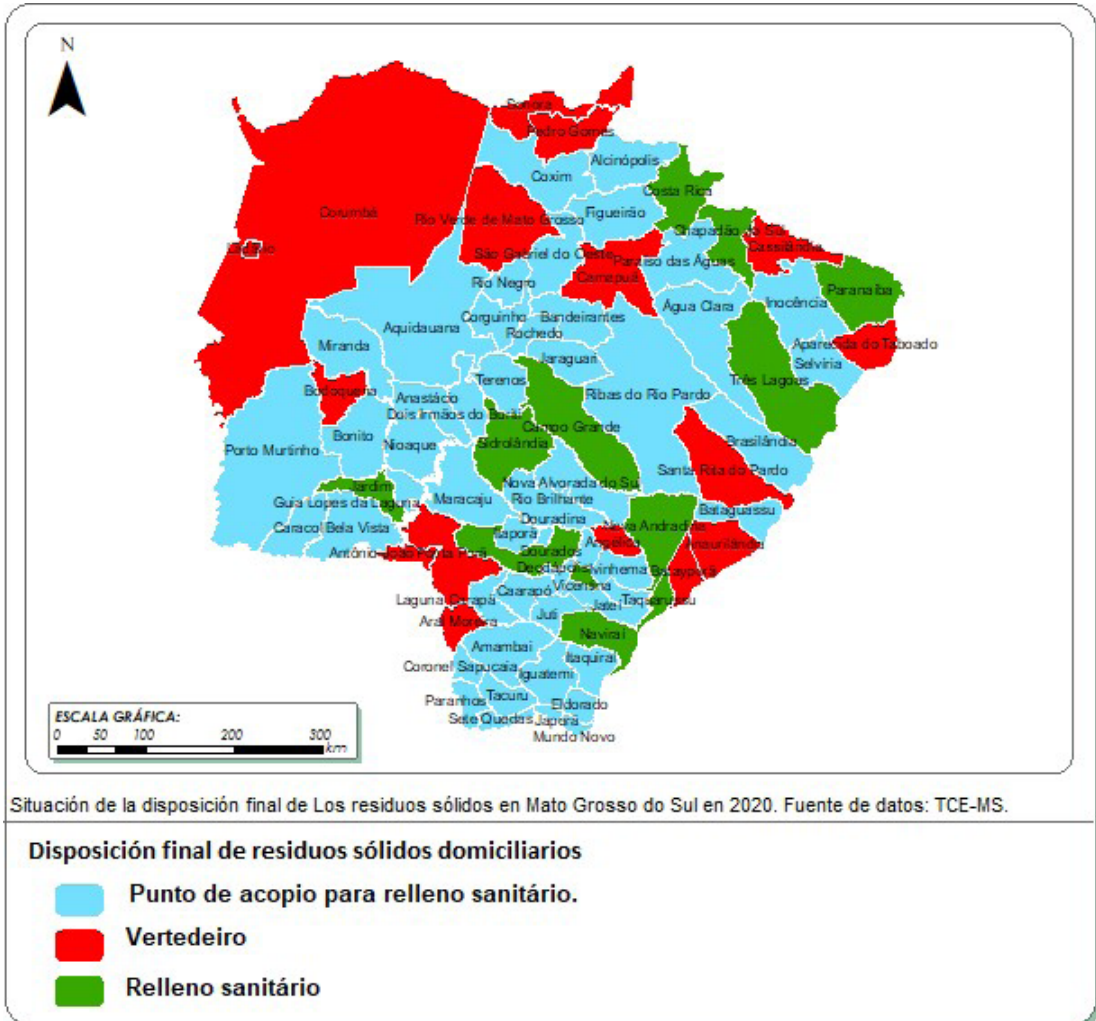 N
Sonora
Pedro Gomes
Alcinópolis
Coxim
Costa Rica
Corumbá
Rio Verde de Mato Grosso
Figueirão
Chapadão do Sul
Cassilândia
São Gabriel do Oeste
Paraíso das Águas
Camapuã
Rio Negro
Paranaíba
Inocência
Água Clara
Corguinho
Bandeirantes
Aquidauana
Rochedo
Miranda
Aparecida do Taboado
Jaraguari
Selvíria
Terenos
Três Lagoas
Bodoquena
Ribas do Rio Pardo
Anastácio
Dois Irmãos do Buriti
Campo Grande
Bonito
Sidrolândia
Brasilândia
Porto Murtinho
Nioaque
Santa Rita do Pardo
Nova Alvorada do Sul
Jardim
Maracaju
Rio Brilhante
Guia Lopes da Laguna
Bataguassu
Douradina
Caracol
Bela Vista
Nova Andradina
Itaporã
Angélica
Anaurilândia
Antônio João
Ponta Porã
Dourados
Deodápolis
Ivinhema
Batayporã
Vicentina
Caarapó
Laguna Carapã
Jateí
Taquarussu
Juti
Aral Moreira
Naviraí
Amambai
Itaquiraí
Coronel Sapucaia
Iguatemi
Tacuru
Paranhos
Eldorado
Sete Quedas
Japorã
Mundo Novo
ESCALA GRÁFICA:
0 50 100 200 300
km
Situación de la disposición final de Los residuos sólidos en Mato Grosso do Sul en 2020. Fuente de datos: TCE-MS.
Disposición final de residuos sólidos domiciliarios
Punto de acopio para relleno sanitário.
Vertedeiro
Relleno sanitário